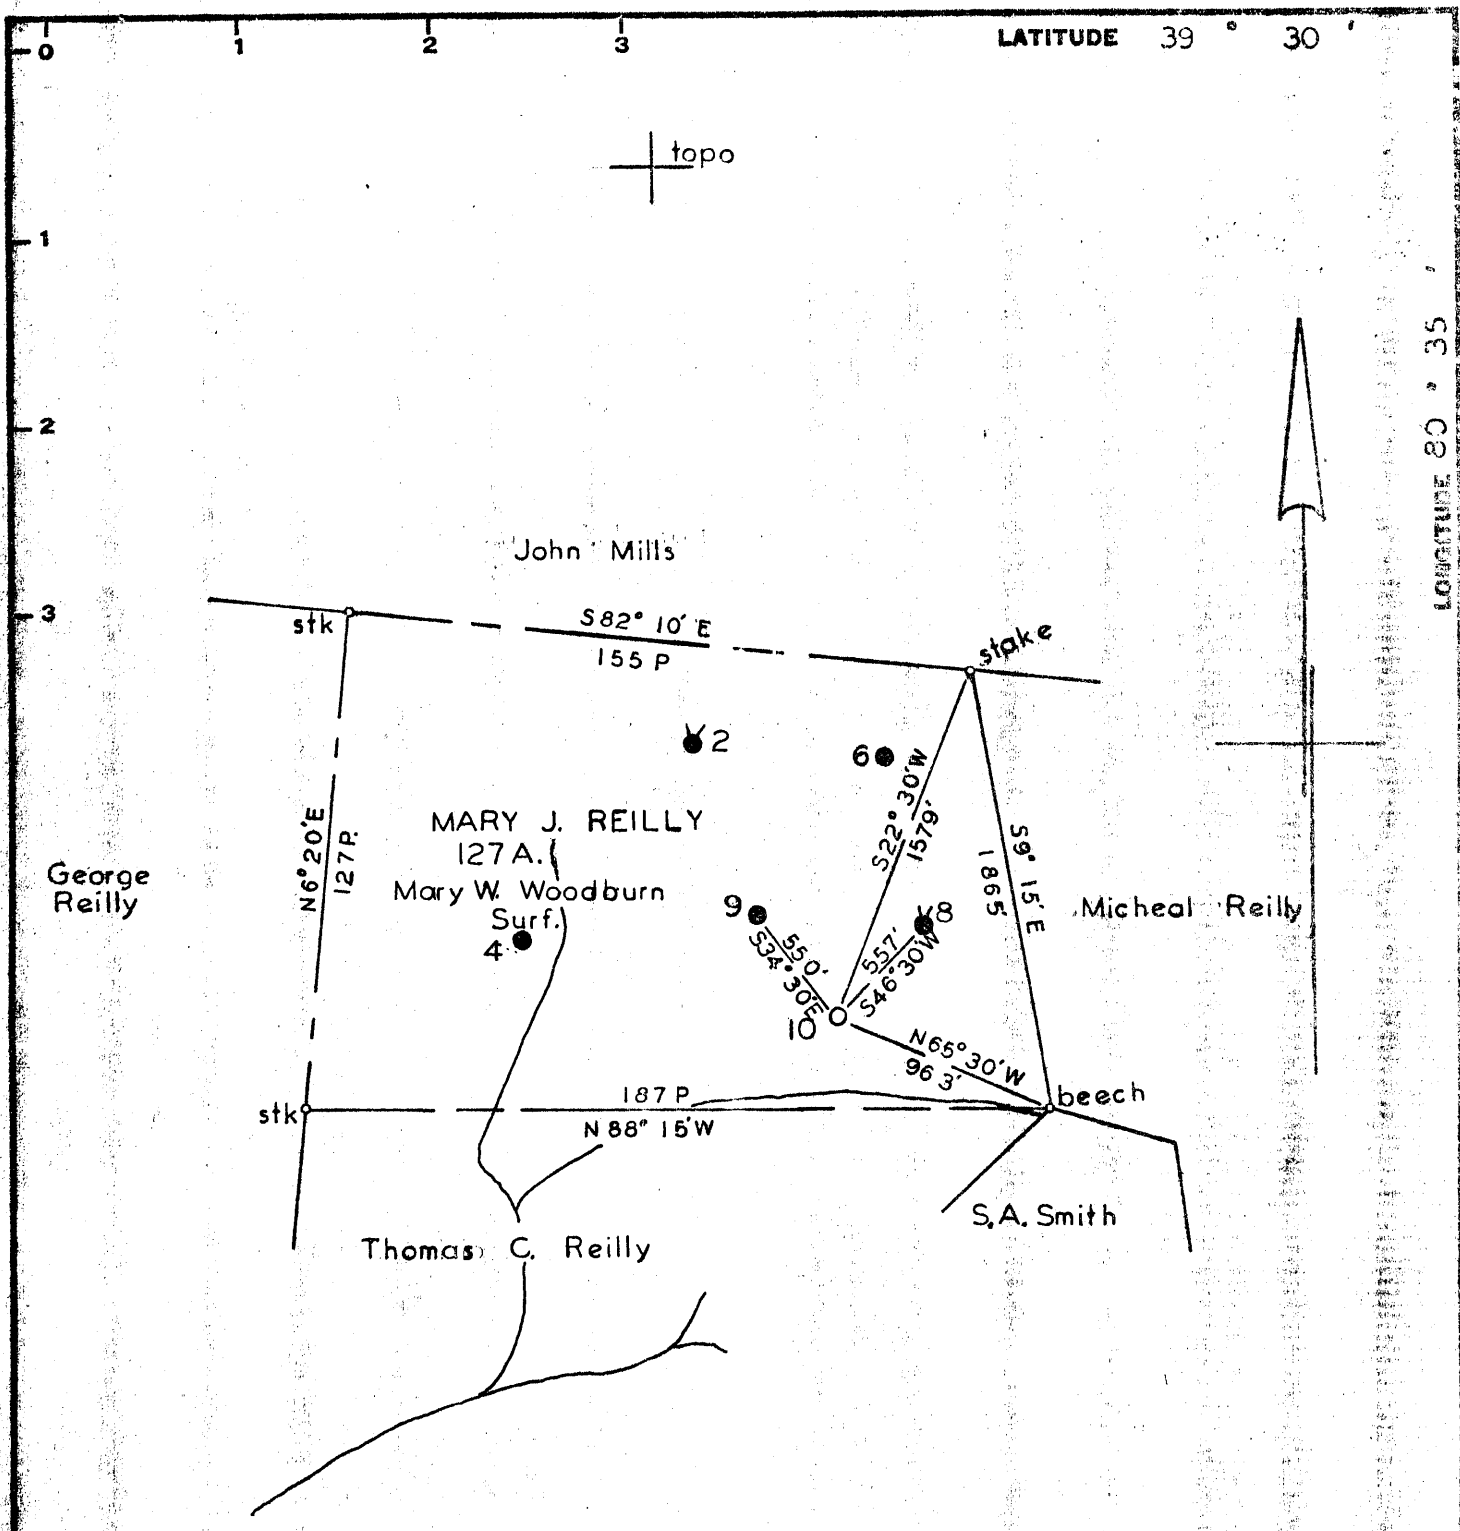 0 1 2 3 LATITUDE 39 ° 30 '
topo
1
LONGITUDE 80 ° 35 '
2
John Mills
3
stk
S82° 10' E
155 P
stake
2
6
S22° 30'W
1579'
N6° 20'E
127P.
MARY J. REILLY
127A.
Mary W. Woodburn
Surf.
4
George
Reilly
S9° 15' E
1865'
Micheal Reilly
9
8
550'
S34° 30'E
557'
S46° 30'W
10
N65° 30'W
963'
beech
stk
187 P
N 88° 15'W
S.A. Smith
Thomas C. Reilly